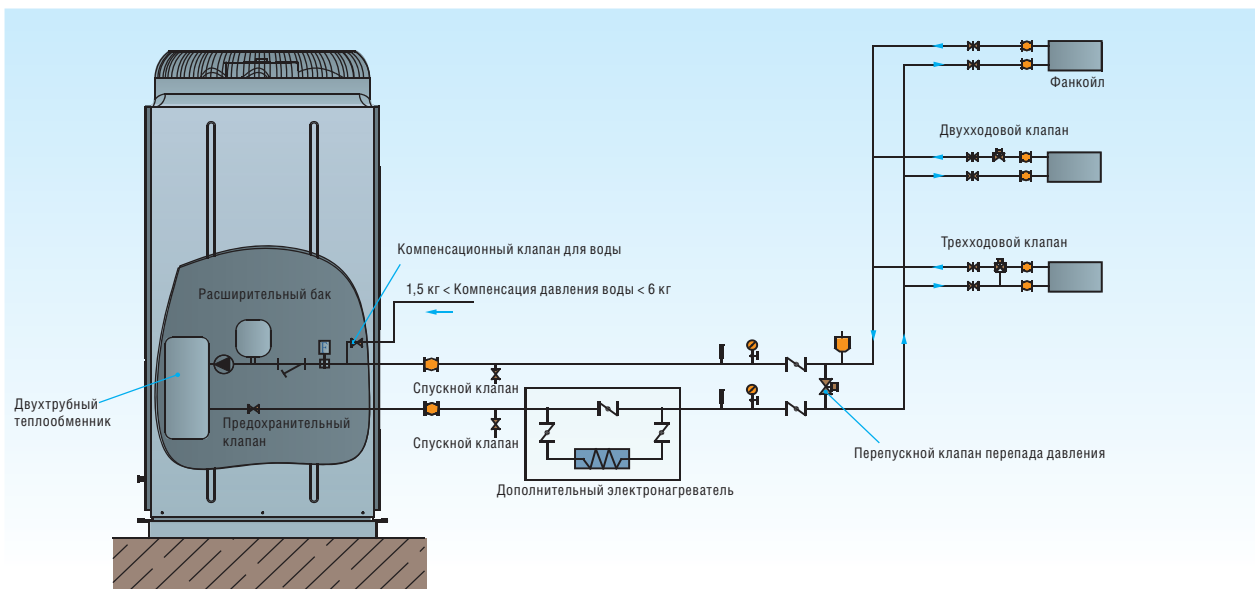 Фанкойл
Двухходовой клапан
Трехходовой клапан
Компенсационный клапан для воды
1,5 кг < Компенсация давления воды < 6 кг
Расширительный бак
Спускной клапан
Двухтрубный
теплообменник
Предохранительный
клапан
Спускной клапан
Перепускной клапан перепада давления
Дополнительный электронагреватель